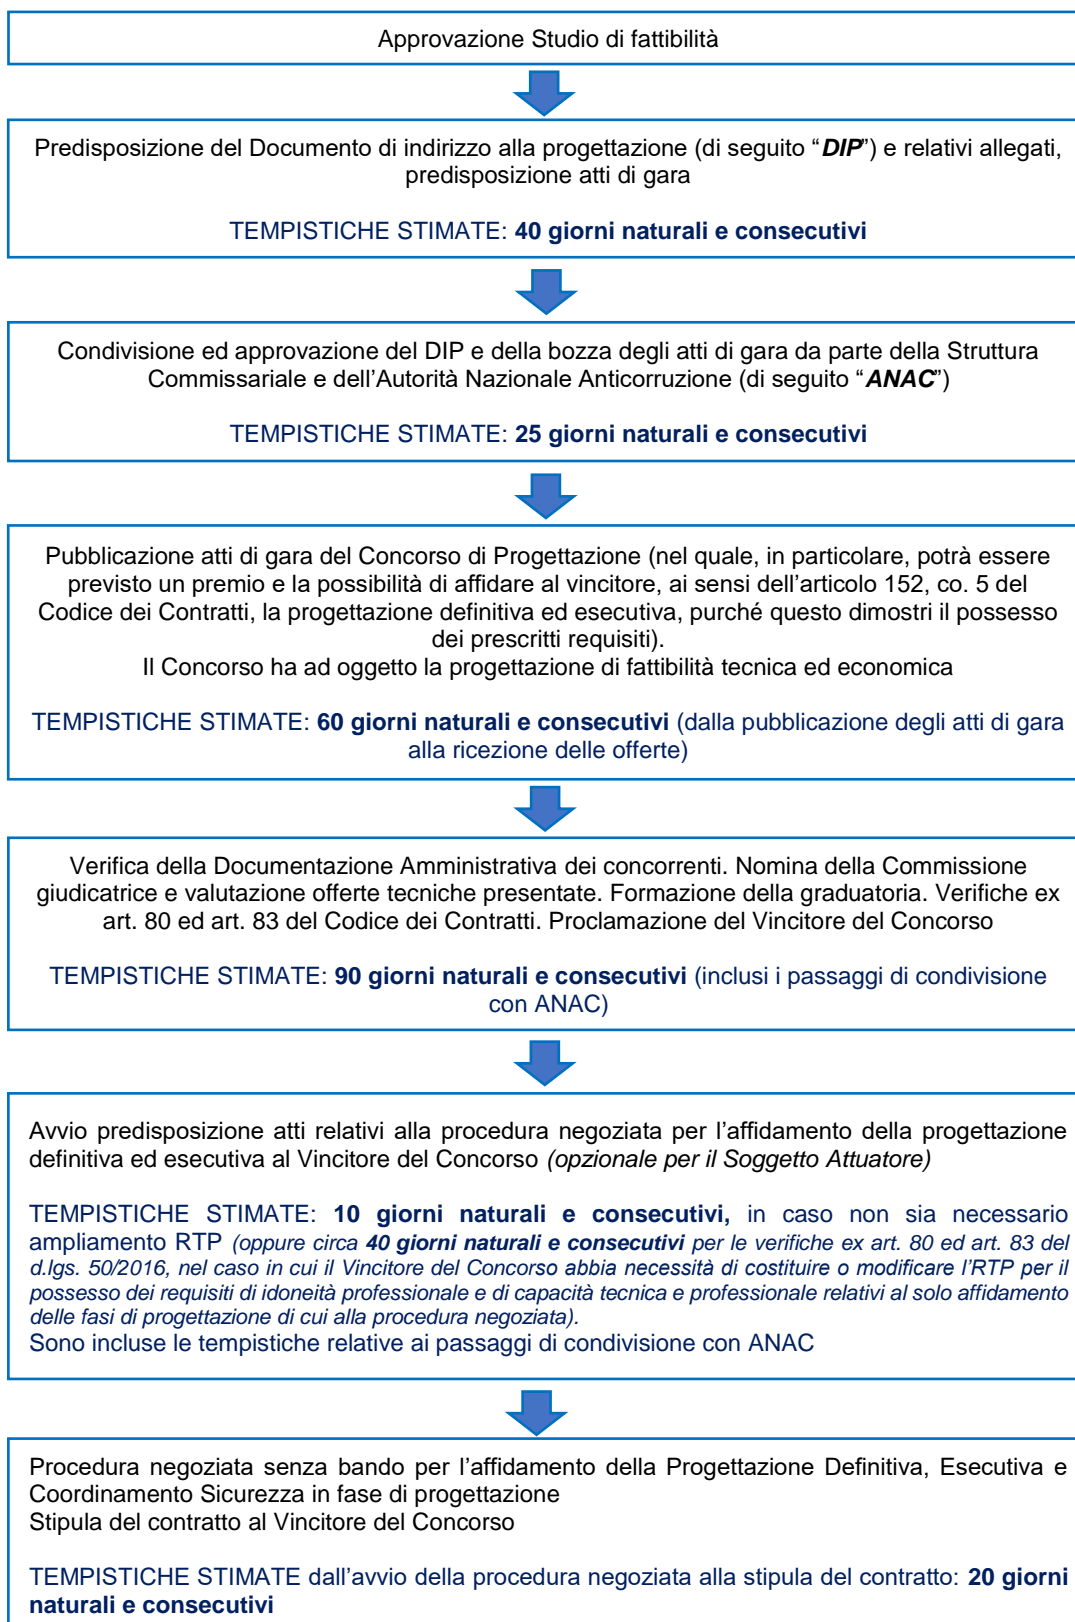 Approvazione Studio di fattibilità
Predisposizione del Documento di indirizzo alla progettazione (di seguito “DIP”) e relativi allegati,
predisposizione atti di gara
TEMPISTICHE STIMATE: 40 giorni naturali e consecutivi
Condivisione ed approvazione del DIP e della bozza degli atti di gara da parte della Struttura
Commissariale e dell’Autorità Nazionale Anticorruzione (di seguito “ANAC”)
TEMPISTICHE STIMATE: 25 giorni naturali e consecutivi
Pubblicazione atti di gara del Concorso di Progettazione (nel quale, in particolare, potrà essere
previsto un premio e la possibilità di affidare al vincitore, ai sensi dell’articolo 152, co. 5 del
Codice dei Contratti, la progettazione definitiva ed esecutiva, purché questo dimostri il possesso
dei prescritti requisiti).
Il Concorso ha ad oggetto la progettazione di fattibilità tecnica ed economica
TEMPISTICHE STIMATE: 60 giorni naturali e consecutivi (dalla pubblicazione degli atti di gara
alla ricezione delle offerte)
Verifica della Documentazione Amministrativa dei concorrenti. Nomina della Commissione
giudicatrice e valutazione offerte tecniche presentate. Formazione della graduatoria. Verifiche ex
art. 80 ed art. 83 del Codice dei Contratti. Proclamazione del Vincitore del Concorso
TEMPISTICHE STIMATE: 90 giorni naturali e consecutivi (inclusi i passaggi di condivisione
con ANAC)
Avvio predisposizione atti relativi alla procedura negoziata per l’affidamento della progettazione
definitiva ed esecutiva al Vincitore del Concorso (opzionale per il Soggetto Attuatore)
TEMPISTICHE STIMATE: 10 giorni naturali e consecutivi, in caso non sia necessario
ampliamento RTP (oppure circa 40 giorni naturali e consecutivi per le verifiche ex art. 80 ed art. 83 del
d.lgs. 50/2016, nel caso in cui il Vincitore del Concorso abbia necessità di costituire o modificare l’RTP per il
possesso dei requisiti di idoneità professionale e di capacità tecnica e professionale relativi al solo affidamento
delle fasi di progettazione di cui alla procedura negoziata).
Sono incluse le tempistiche relative ai passaggi di condivisione con ANAC
Procedura negoziata senza bando per l’affidamento della Progettazione Definitiva, Esecutiva e
Coordinamento Sicurezza in fase di progettazione
Stipula del contratto al Vincitore del Concorso
TEMPISTICHE STIMATE dall’avvio della procedura negoziata alla stipula del contratto: 20 giorni
naturali e consecutivi